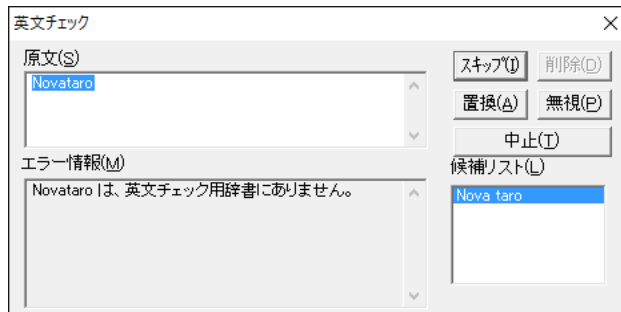 英文チェック
原文(S)
Novataro
スキップ(I)
削除(D)
置換(A)
無視(P)
中止(T)
エラー情報(M)
Novataro は、英文チェック用辞書にありません。
候補リスト(L)
Nova taro